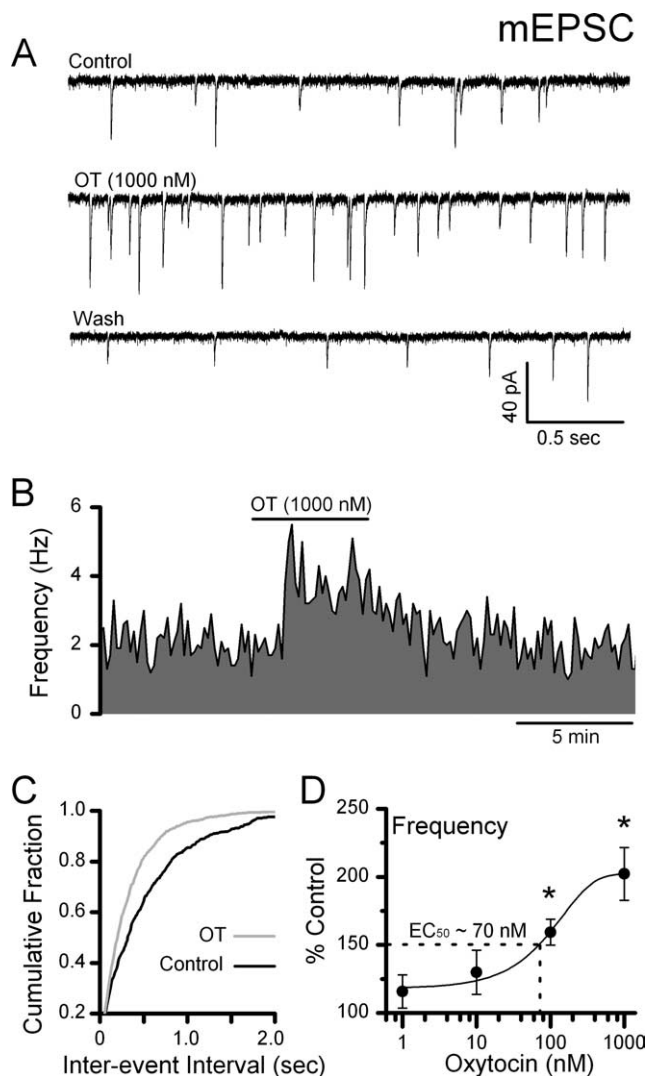 mEPSC
A
Control
OT (1000 nM)
Wash
40 pA
0.5 sec
B
OT (1000 nM)
Frequency (Hz)
6
4
2
0
5 min
C
Cumulative Fraction
1.0
0.8
0.6
0.4
0.2
OT
Control
0 1.0 2.0
Inter-event Interval (sec)
D
Frequency
% Control
250
200
150
100
EC50 ~ 70 nM
*
*
1 10 100 1000
Oxytocin (nM)